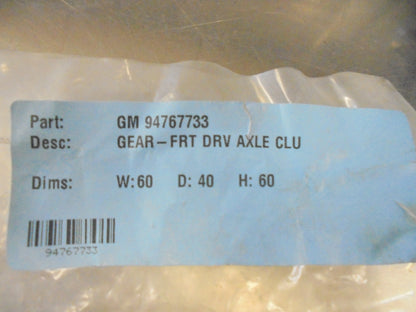 Part: GM 94767733
Desc: GEAR-FRT DRV AXLE CLU
Dims: W:60 D: 40 H: 60
94767733